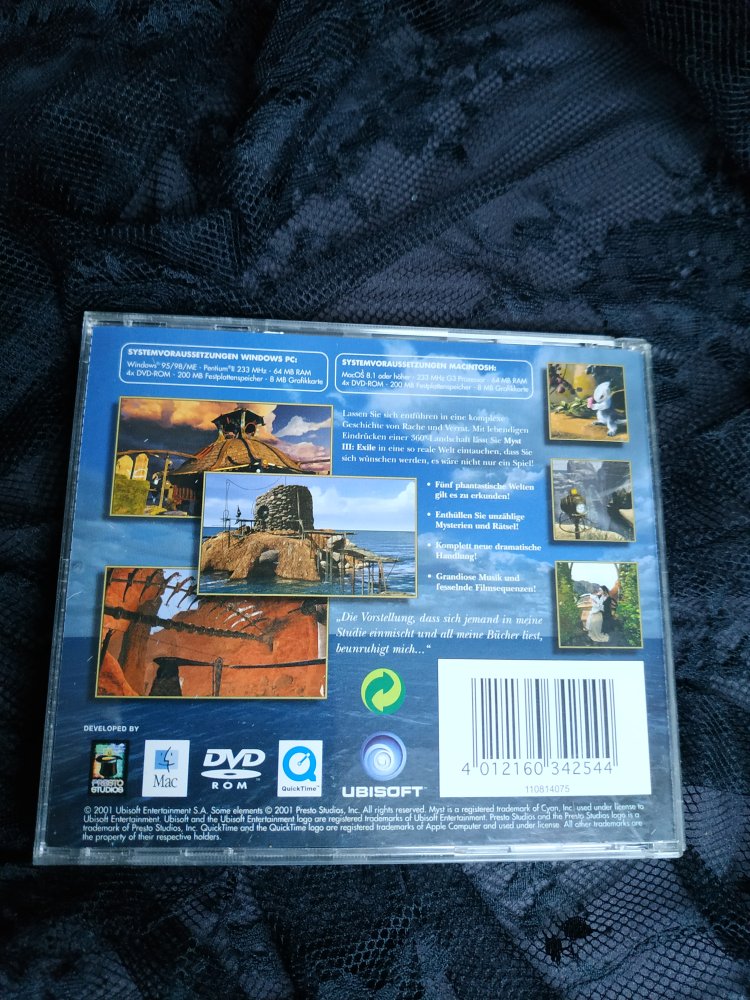 SYSTEMVORAUSSETZUNGEN WINDOWS PC:
Windows® 95/98/ME - Pentium® II 233 MHz - 64 MB RAM
4x DVD-ROM - 200 MB Festplattenspeicher - 8 MB Grafikkarte
SYSTEMVORAUSSETZUNGEN MACINTOSH:
MacOS 8.1 oder höher - 233 MHz G3 Prozessor - 64 MB RAM
4x DVD-ROM - 200 MB Festplattenspeicher - 8 MB Grafikkarte
Lassen Sie sich entführen in eine komplexe
Geschichte von Rache und Verrat. Mit lebendigen
Eindrücken einer 360°-Landschaft lässt Sie Myst
III: Exile in eine so reale Welt eintauchen, dass Sie
sich wünschen werden, es wäre nicht nur ein Spiel!
• Fünf phantastische Welten
gilt es zu erkunden!
• Enthüllen Sie unzählige
Mysterien und Rätsel!
• Komplett neue dramatische
Handlung!
• Grandiose Musik und
fesselnde Filmsequenzen!
„Die Vorstellung, dass sich jemand in meine
Studie einmischt und all meine Bücher liest,
beunruhigt mich..."
DEVELOPED BY
PRESTO
STUDIOS
Mac
DVD
ROM
QuickTime™
UBISOFT
4 012160 342544
110814075
© 2001 Ubisoft Entertainment S.A. Some elements © 2001 Presto Studios, Inc. All rights reserved. Myst is a registered trademark of Cyan, Inc used under license to
Ubisoft Entertainment. Ubisoft and the Ubisoft Entertainment logo are registered trademarks of Ubisoft Entertainment. Presto Studios and the Presto Studios logo is a
trademark of Presto Studios, Inc. QuickTime and the QuickTime logo are registered trademarks of Apple Computer and used under license. All other trademarks are
the property of their respective holders.